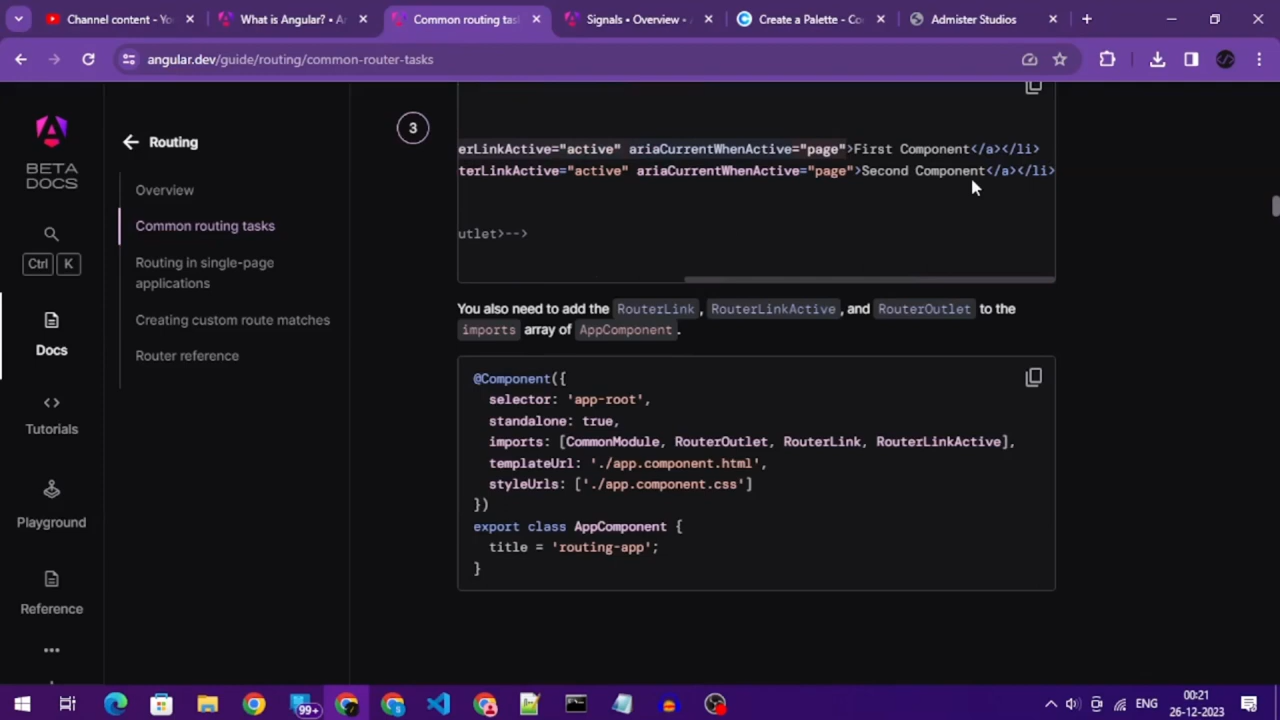 Channel content - Yo
What is Angular? • A
Common routing tas
Signals • Overview •
Create a Palette - Co
Admister Studios
angular.dev/guide/routing/common-router-tasks
BETA
DOCS
Ctrl K
Docs
Tutorials
Playground
Reference
Routing
Overview
Common routing tasks
Routing in single-page
applications
Creating custom route matches
Router reference
3
erLinkActive="active" ariaCurrentWhenActive="page">First Component</a></li>
terLinkActive="active" ariaCurrentWhenActive="page">Second Component</a></li>
utlet>-->
You also need to add the RouterLink, RouterLinkActive, and RouterOutlet to the
imports array of AppComponent.
@Component({
selector: 'app-root',
standalone: true,
imports: [CommonModule, RouterOutlet, RouterLink, RouterLinkActive],
templateUrl: './app.component.html',
styleUrls: ['./app.component.css']
})
export class AppComponent {
title = 'routing-app';
}
99+
ENG
00:21
26-12-2023